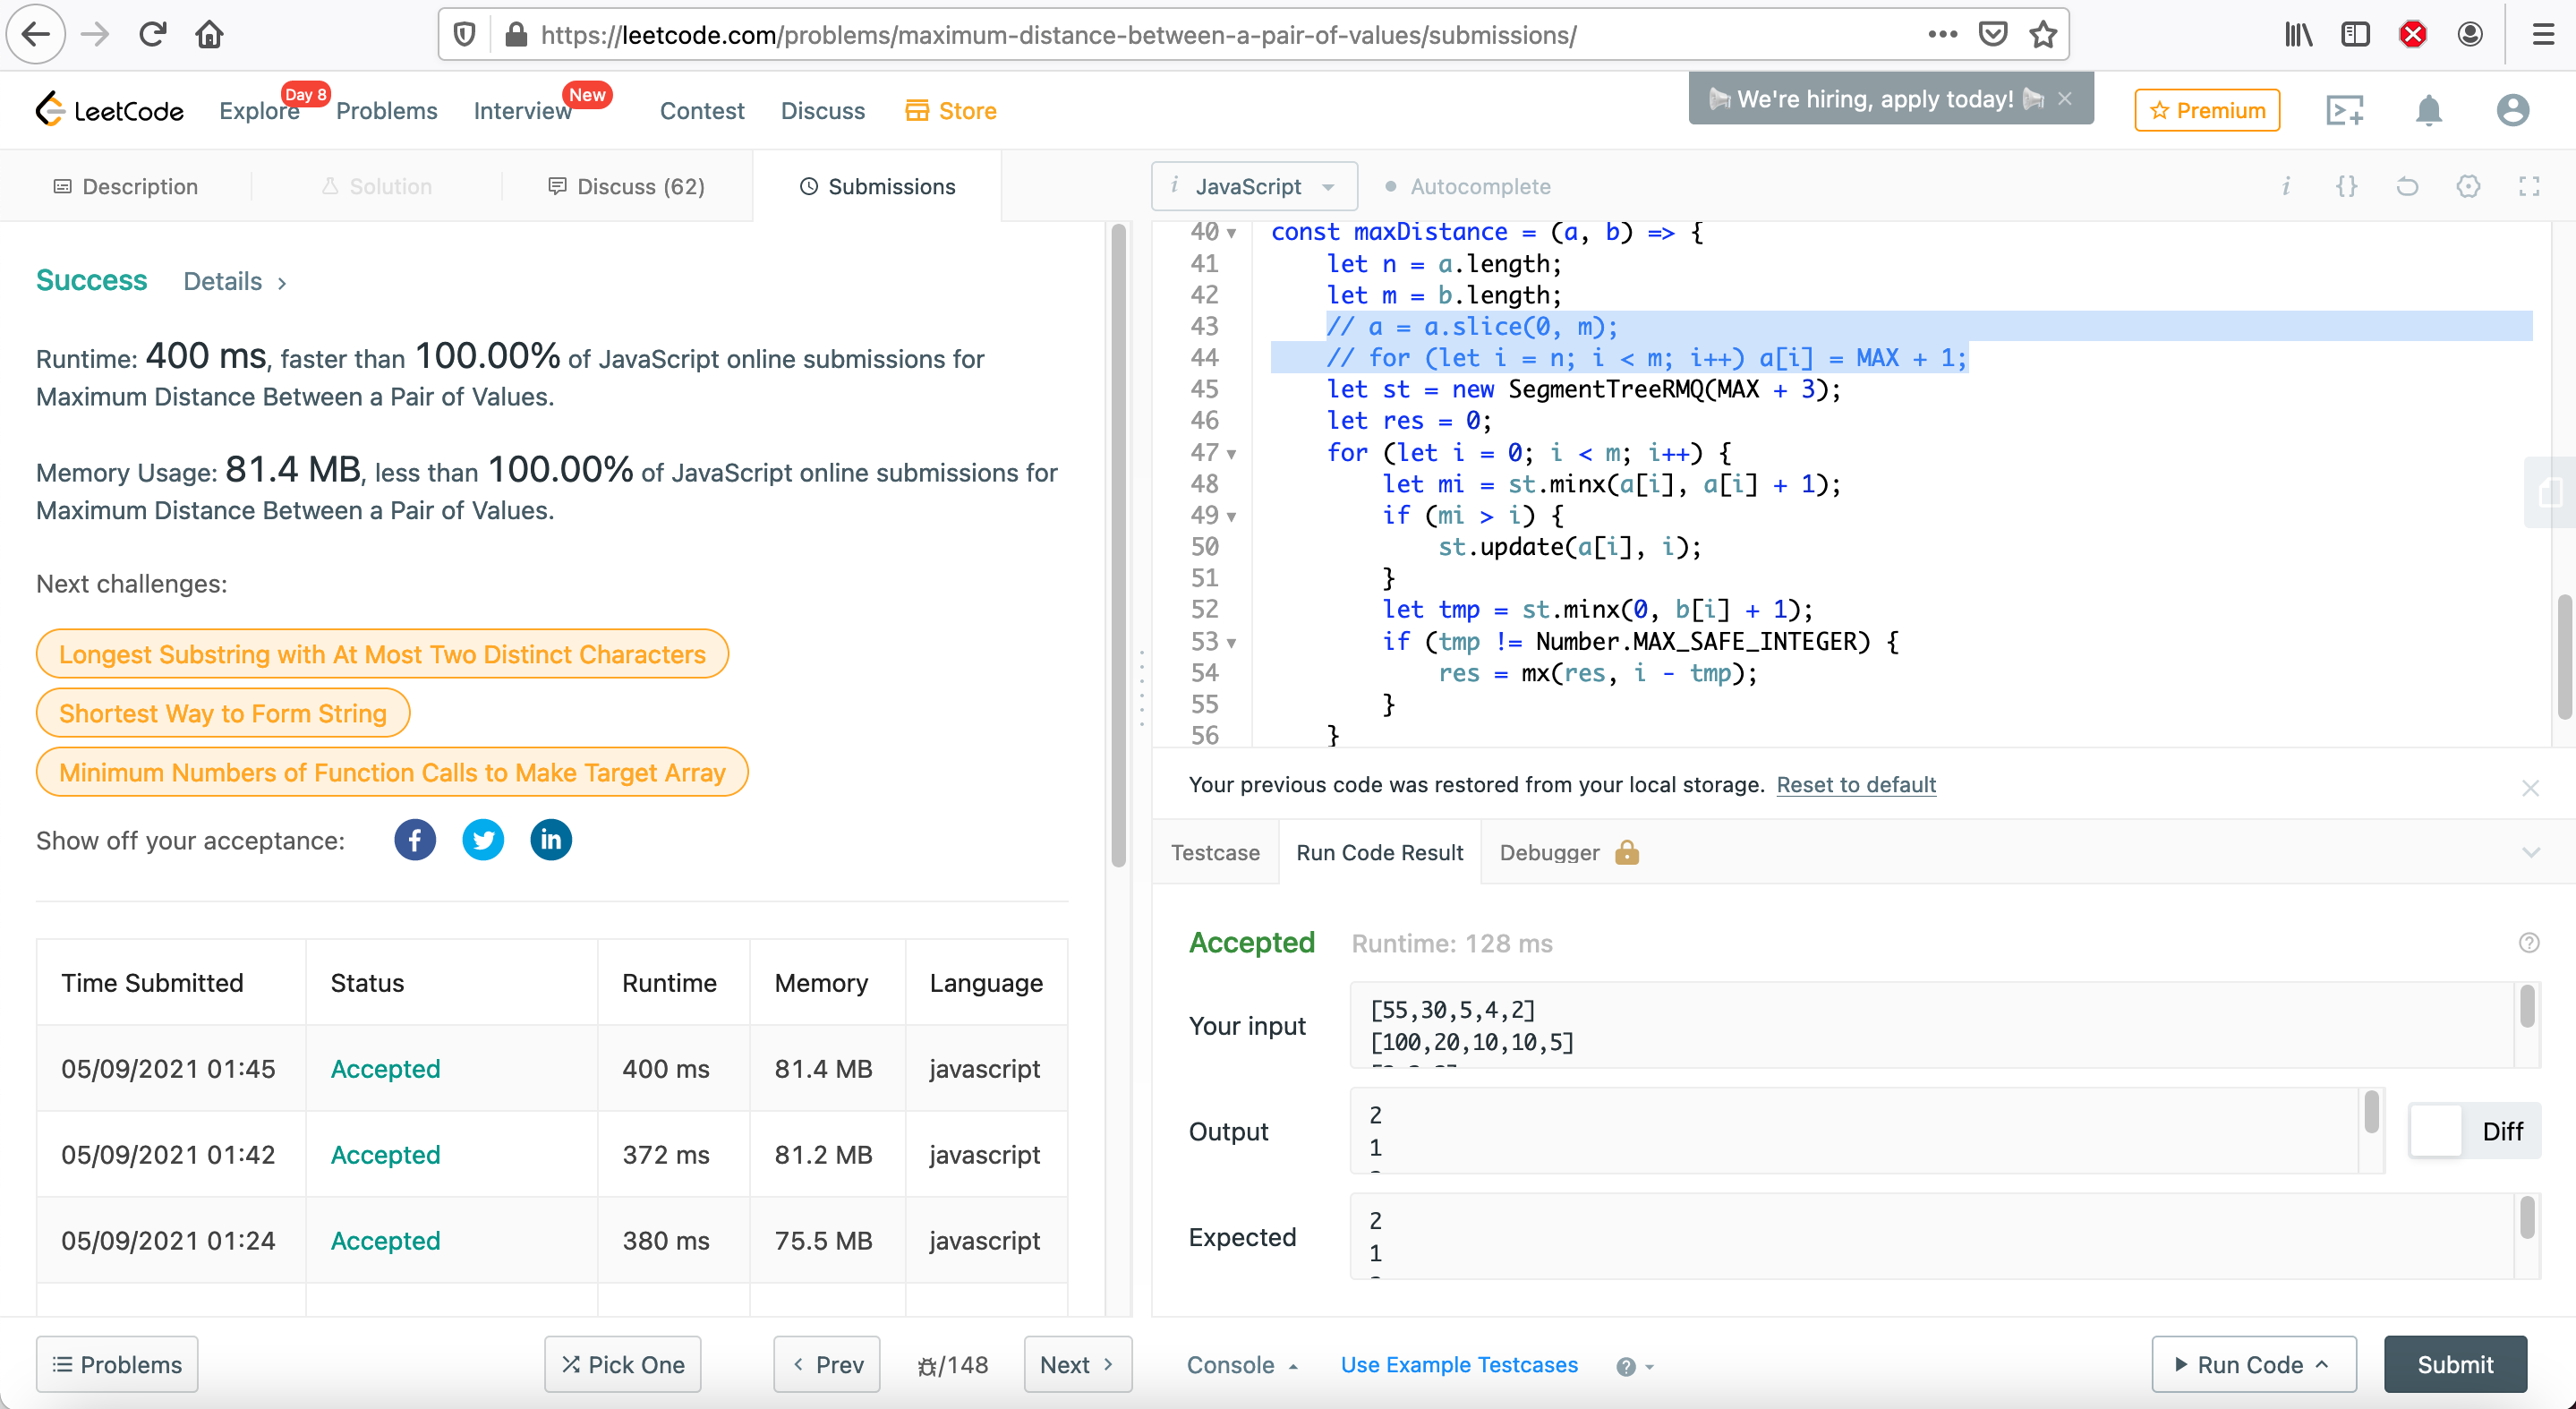 https://leetcode.com/problems/maximum-distance-between-a-pair-of-values/submissions/
LeetCode
Explore
Day 8
Problems
Interview
New
Contest
Discuss
Store
We're hiring, apply today!
Premium
Description
Solution
Discuss (62)
Submissions
i JavaScript
Autocomplete
Success
Details
Runtime: 400 ms, faster than 100.00% of JavaScript online submissions for
Maximum Distance Between a Pair of Values.
Memory Usage: 81.4 MB, less than 100.00% of JavaScript online submissions for
Maximum Distance Between a Pair of Values.
Next challenges:
Longest Substring with At Most Two Distinct Characters
Shortest Way to Form String
Minimum Numbers of Function Calls to Make Target Array
Show off your acceptance:
Time Submitted Status Runtime Memory Language
05/09/2021 01:45 Accepted 400 ms 81.4 MB javascript
05/09/2021 01:42 Accepted 372 ms 81.2 MB javascript
05/09/2021 01:24 Accepted 380 ms 75.5 MB javascript
40 const maxDistance = (a, b) => {
41 let n = a.length;
42 let m = b.length;
43 // a = a.slice(0, m);
44 // for (let i = n; i < m; i++) a[i] = MAX + 1;
45 let st = new SegmentTreeRMQ(MAX + 3);
46 let res = 0;
47 for (let i = 0; i < m; i++) {
48 let mi = st.minx(a[i], a[i] + 1);
49 if (mi > i) {
50 st.update(a[i], i);
51 }
52 let tmp = st.minx(0, b[i] + 1);
53 if (tmp != Number.MAX_SAFE_INTEGER) {
54 res = mx(res, i - tmp);
55 }
56 }
Your previous code was restored from your local storage. Reset to default
Testcase
Run Code Result
Debugger
Accepted
Runtime: 128 ms
Your input
[55,30,5,4,2]
[100,20,10,10,5]
Output
2
1
Diff
Expected
2
1
Problems
Pick One
Prev
/148
Next
Console
Use Example Testcases
Run Code
Submit